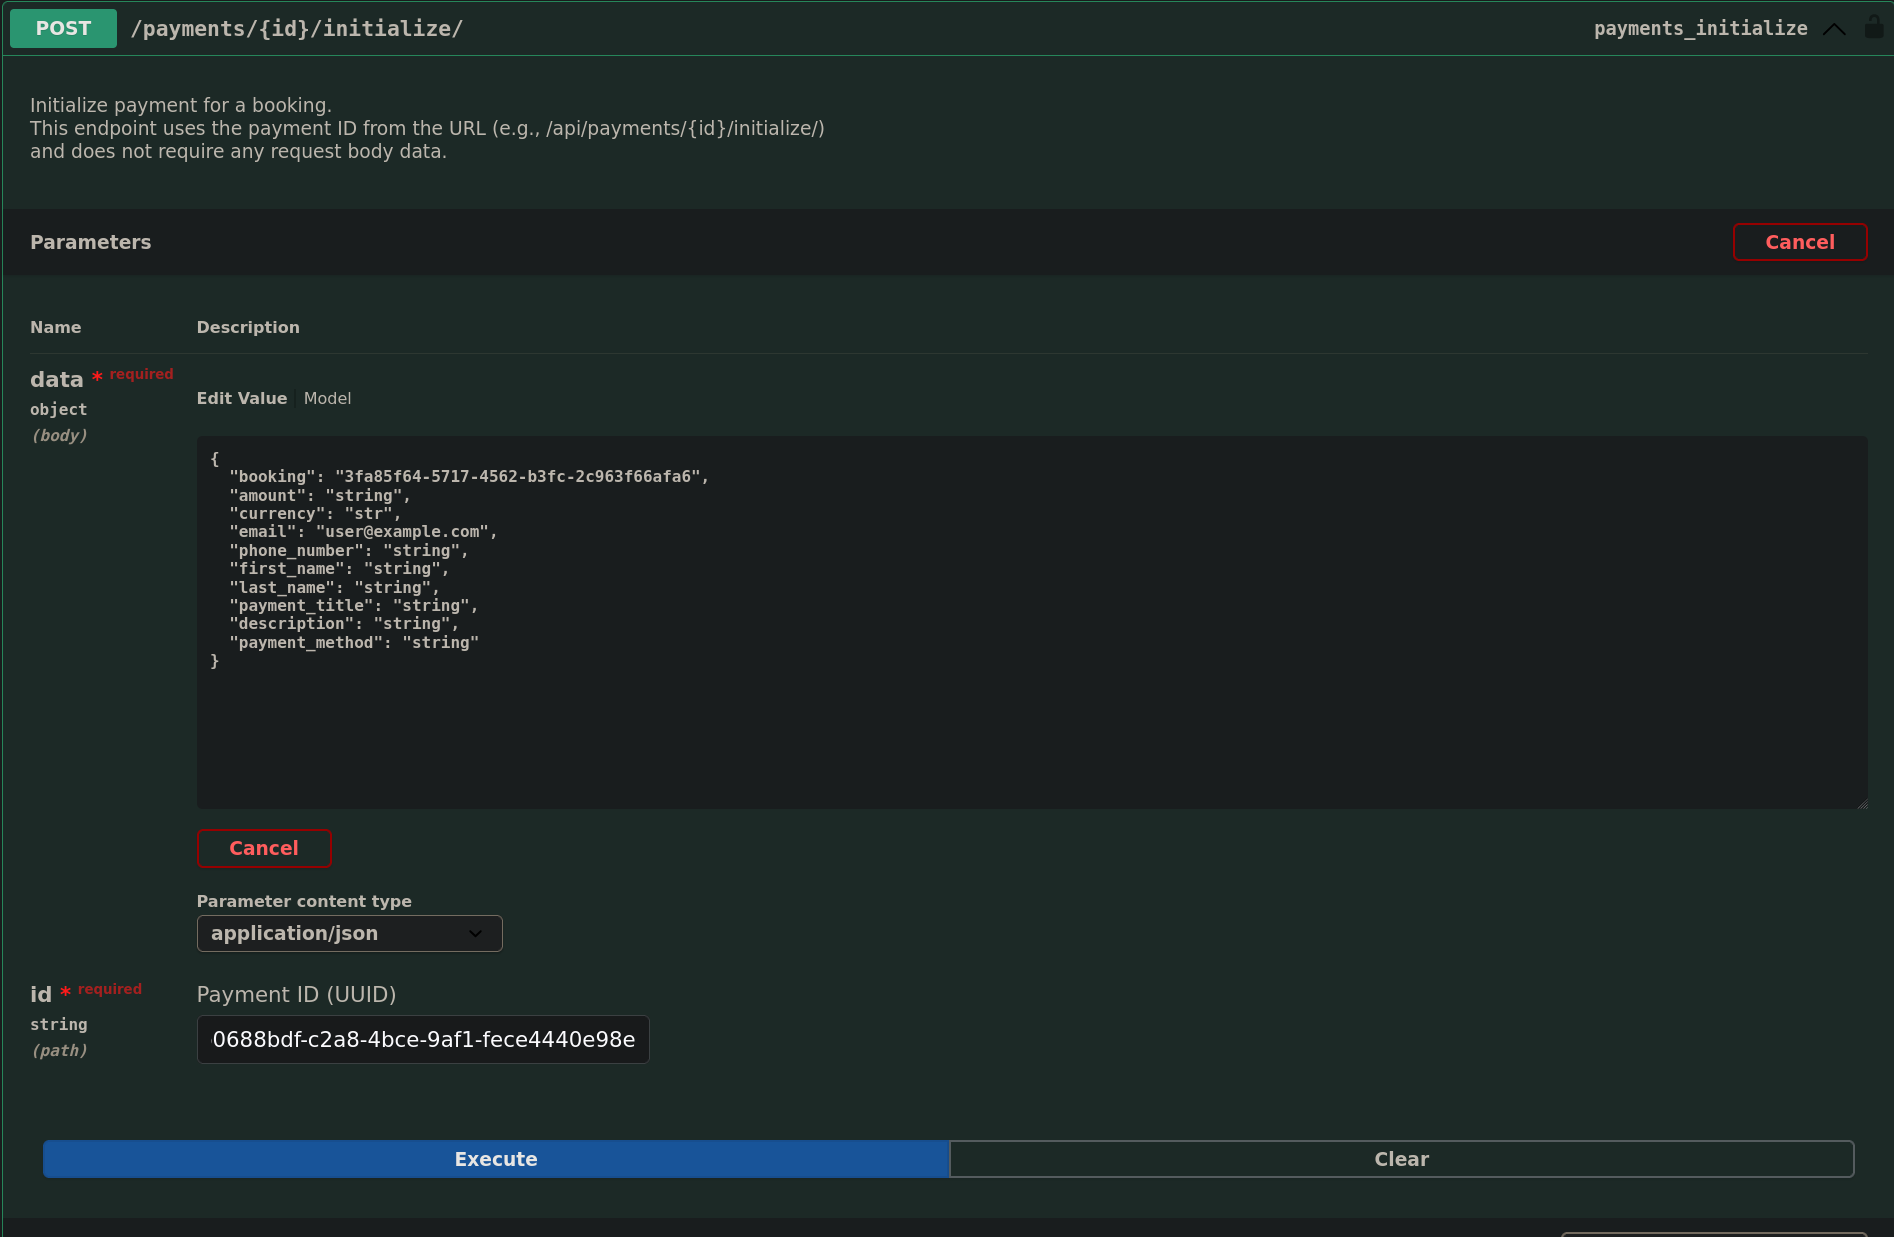 POST /payments/{id}/initialize/ payments_initialize
Initialize payment for a booking.
This endpoint uses the payment ID from the URL (e.g., /api/payments/{id}/initialize/)
and does not require any request body data.
Parameters Cancel
Name Description
data * required
object
(body)
Edit Value Model
{
  "booking": "3fa85f64-5717-4562-b3fc-2c963f66afa6",
  "amount": "string",
  "currency": "str",
  "email": "user@example.com",
  "phone_number": "string",
  "first_name": "string",
  "last_name": "string",
  "payment_title": "string",
  "description": "string",
  "payment_method": "string"
}
Cancel
Parameter content type
application/json
id * required
string
(path)
Payment ID (UUID)
0688bdf-c2a8-4bce-9af1-fece4440e98e
Execute Clear